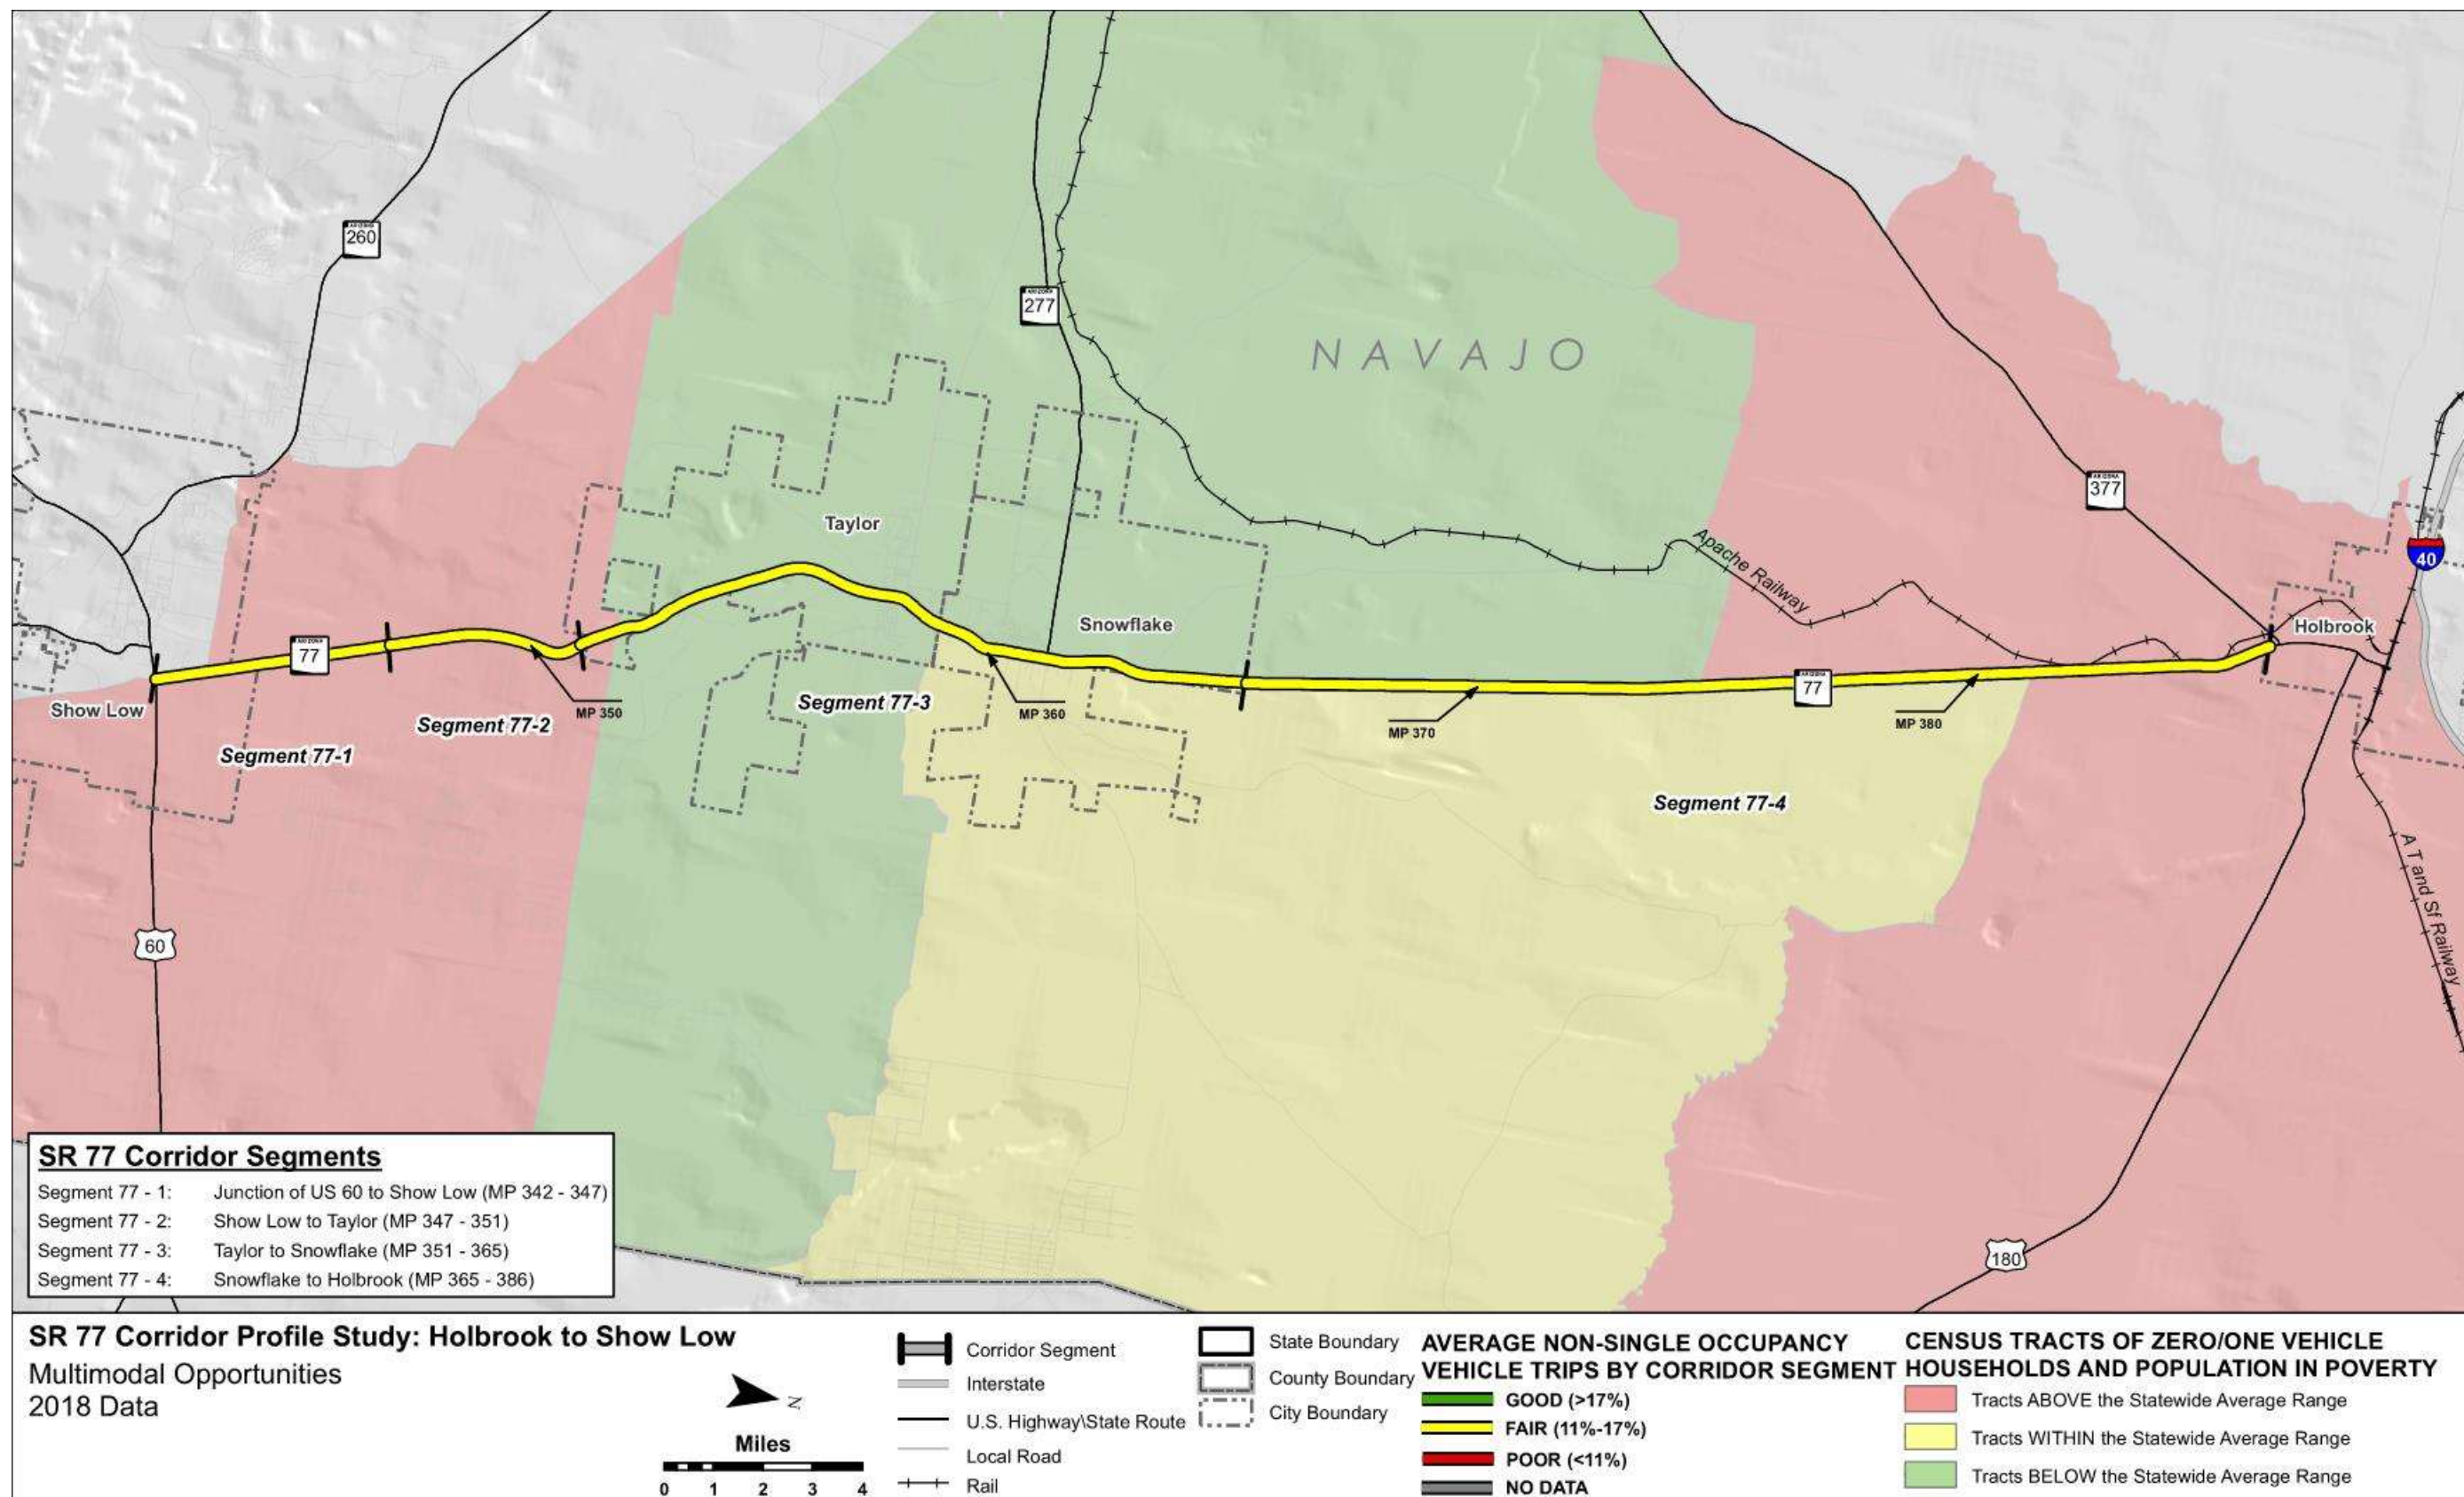 ARIZONA
260
ARIZONA
277
NAVAJO
ARIZONA
377
40
Taylor
Apache Railway
Snowflake
Holbrook
ARIZONA
77
ARIZONA
77
Show Low
Segment 77-3
MP 350
MP 360
Segment 77-2
MP 370
MP 380
Segment 77-1
Segment 77-4
A T and Sf Railway
60
180
SR 77 Corridor Segments
Segment 77 - 1: Junction of US 60 to Show Low (MP 342 - 347)
Segment 77 - 2: Show Low to Taylor (MP 347 - 351)
Segment 77 - 3: Taylor to Snowflake (MP 351 - 365)
Segment 77 - 4: Snowflake to Holbrook (MP 365 - 386)
SR 77 Corridor Profile Study: Holbrook to Show Low
Multimodal Opportunities
2018 Data
N
Miles
0 1 2 3 4
Corridor Segment
Interstate
U.S. Highway\State Route
Local Road
Rail
State Boundary
County Boundary
City Boundary
AVERAGE NON-SINGLE OCCUPANCY
VEHICLE TRIPS BY CORRIDOR SEGMENT
GOOD (>17%)
FAIR (11%-17%)
POOR (<11%)
NO DATA
CENSUS TRACTS OF ZERO/ONE VEHICLE
HOUSEHOLDS AND POPULATION IN POVERTY
Tracts ABOVE the Statewide Average Range
Tracts WITHIN the Statewide Average Range
Tracts BELOW the Statewide Average Range